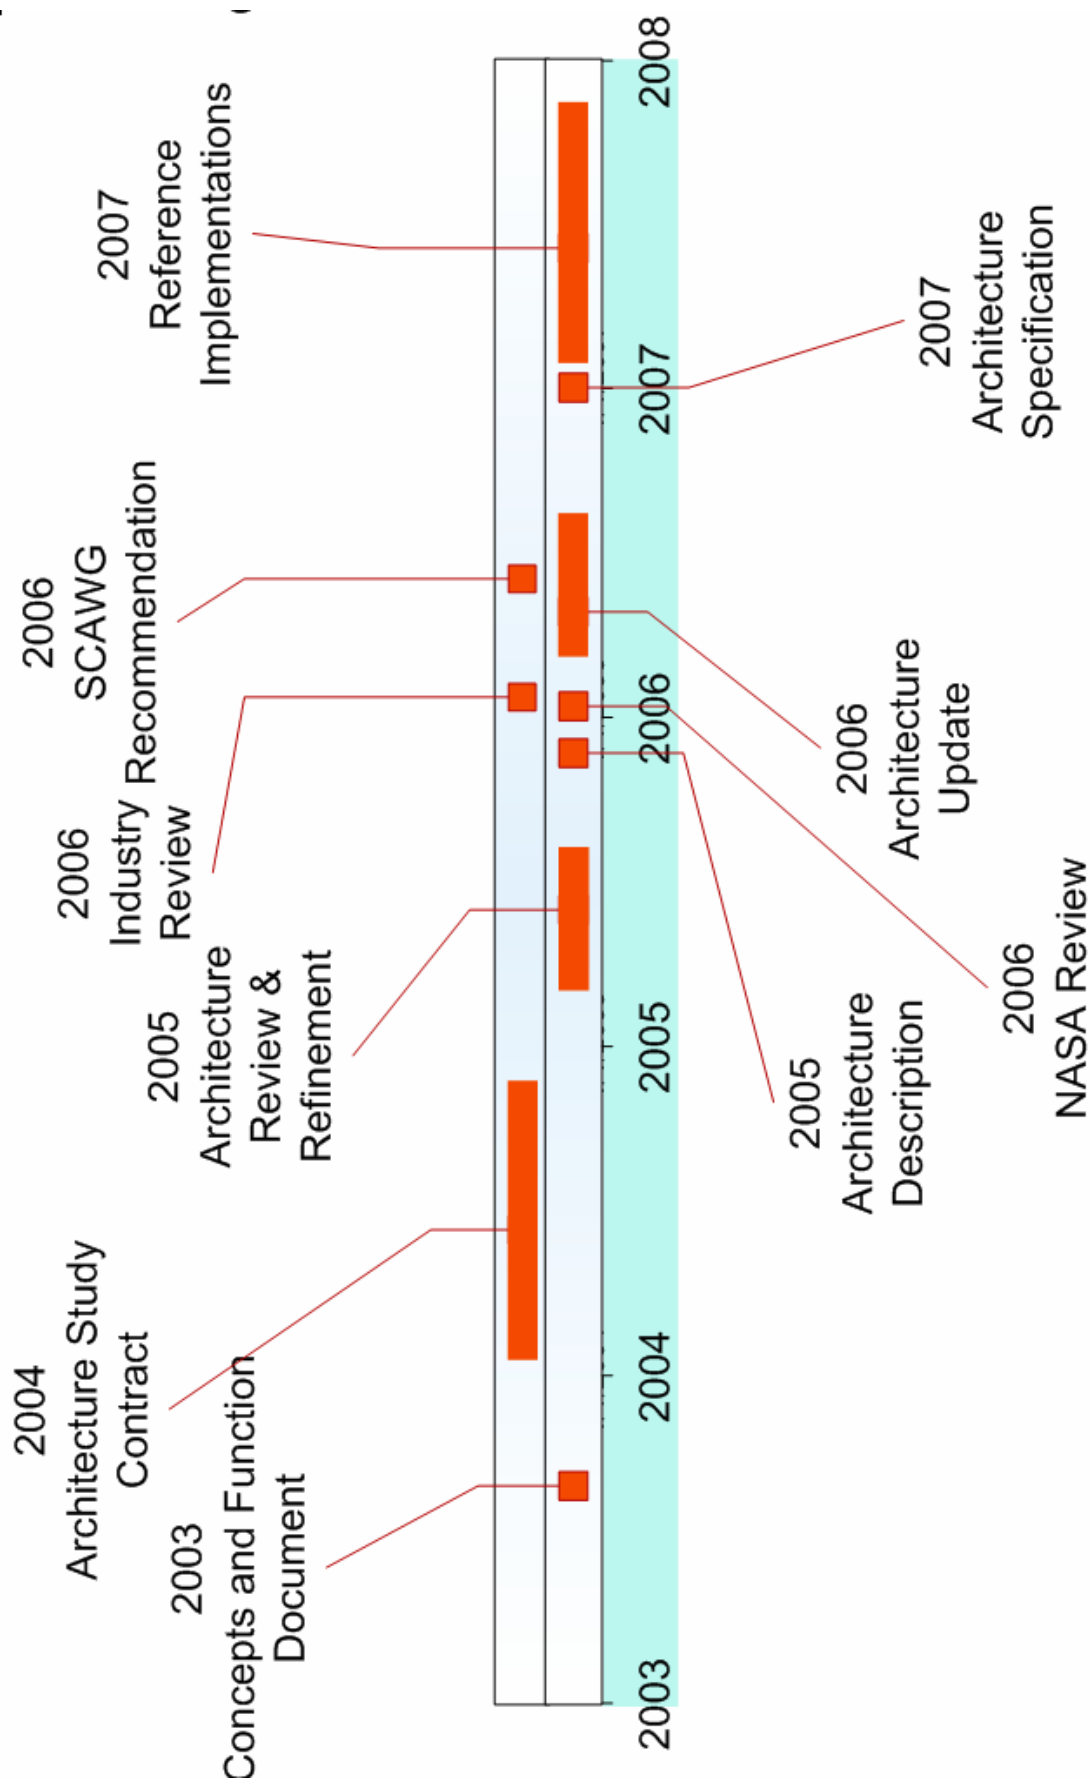 2004
Architecture Study
Contract
2003
Concepts and Function
Document
2005
Architecture
Review &
Refinement
2006
Industry
Review
2006
SCAWG
Recommendation
2007
Reference
Implementations
2003
2004
2005
2006
2007
2008
2005
Architecture
Description
2006
NASA Review
2006
Architecture
Update
2007
Architecture
Specification